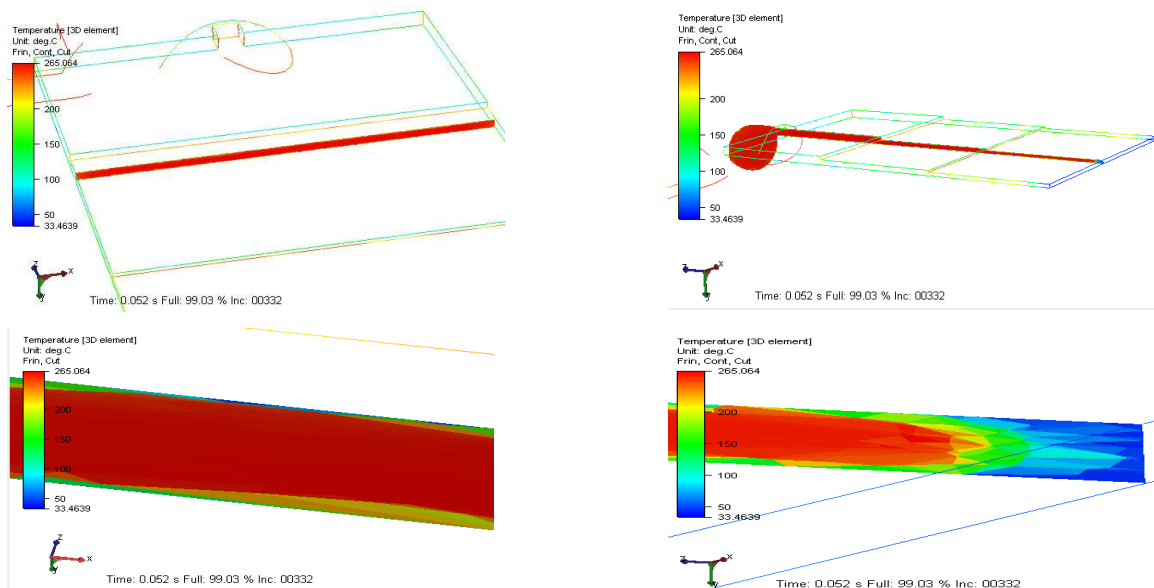 Temperature [3D element]
Unit: deg.C
Frin, Cont, Cut
265.064
200
150
100
50
33.4639
z
x
y
Time: 0.052 s Full: 99.03 % Inc: 00332
Temperature [3D element]
Unit: deg.C
Frin, Cont, Cut
265.064
200
150
100
50
33.4639
z
x
y
Time: 0.052 s Full: 99.03 % Inc: 00332
Temperature [3D element]
Unit: deg.C
Frin, Cut
265.064
200
150
100
50
33.4639
z
x
y
Time: 0.052 s Full: 99.03 % Inc: 00332
Temperature [3D element]
Unit: deg.C
Frin, Cont, Cut
265.064
200
150
100
50
33.4639
z
x
y
Time: 0.052 s Full: 99.03 % Inc: 00332